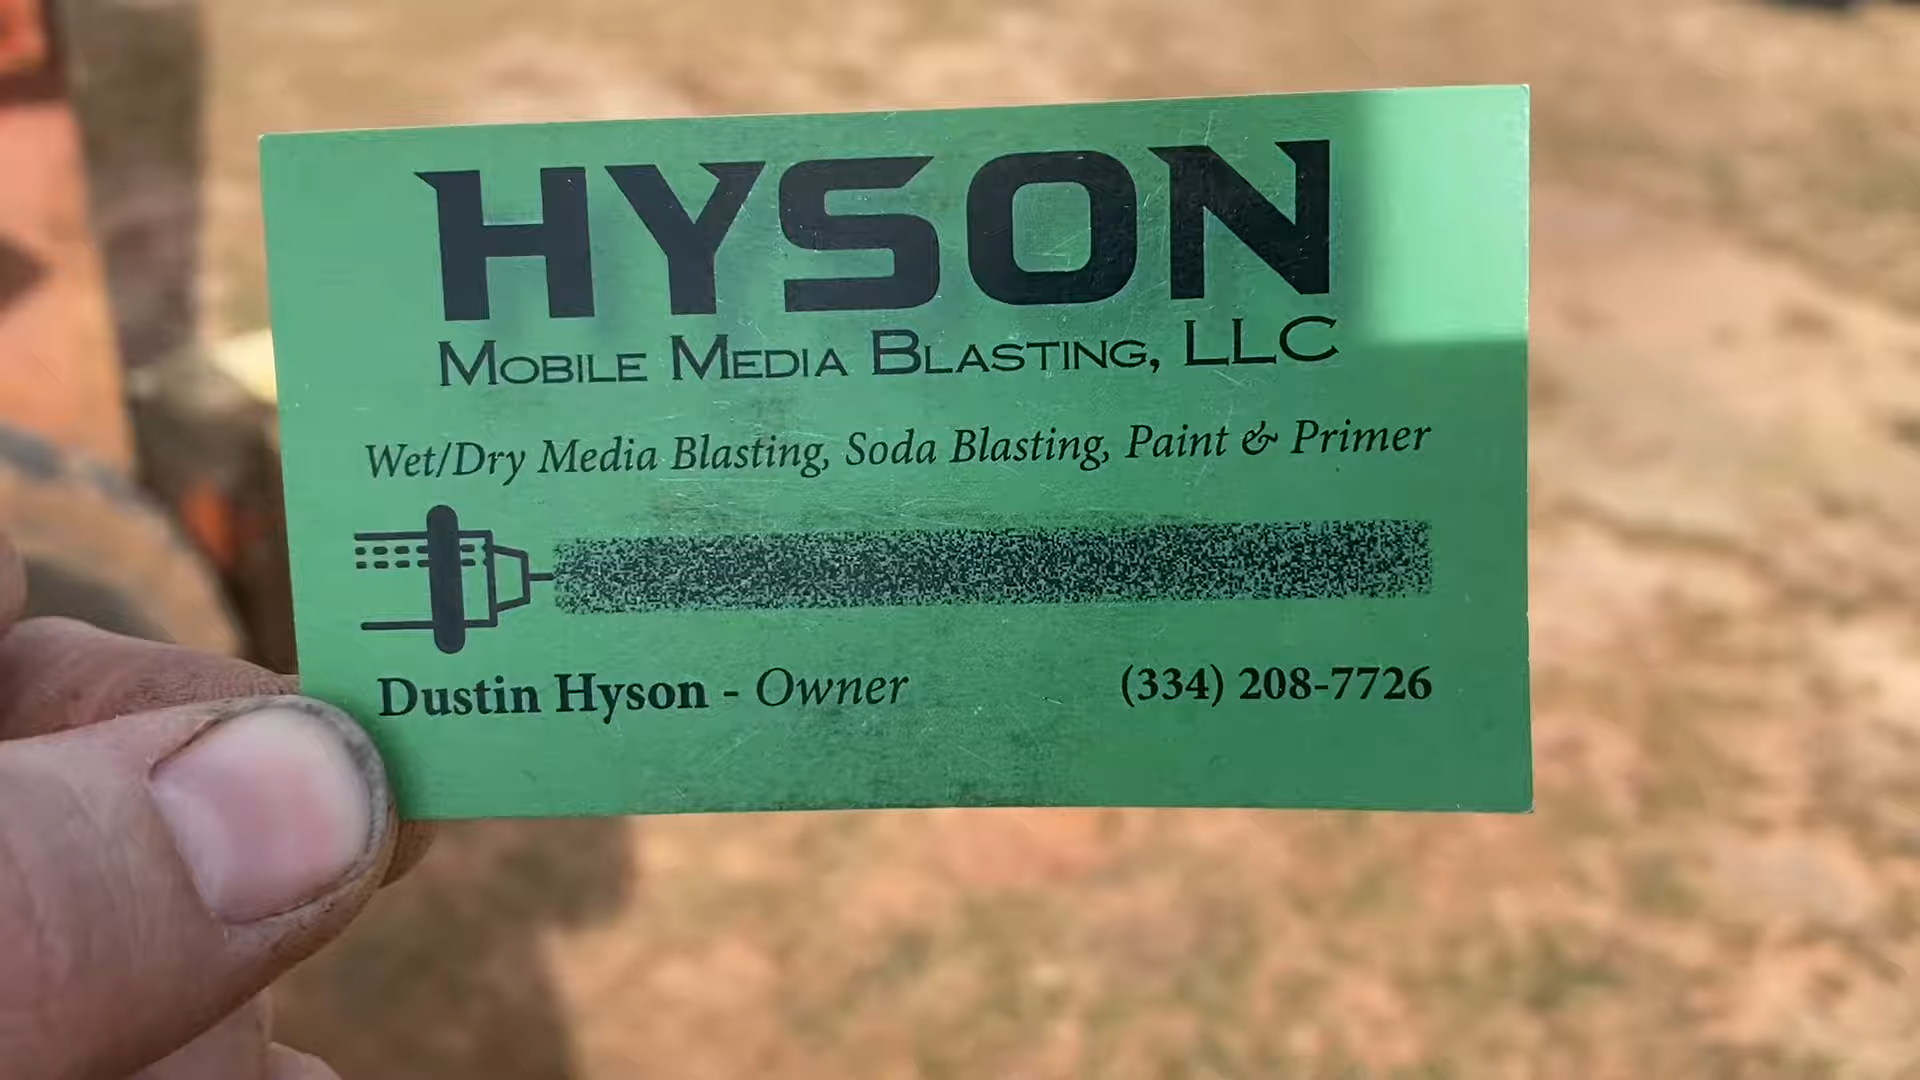 HYSON
MOBILE MEDIA BLASTING, LLC
Wet/Dry Media Blasting, Soda Blasting, Paint & Primer
Dustin Hyson - Owner (334) 208-7726